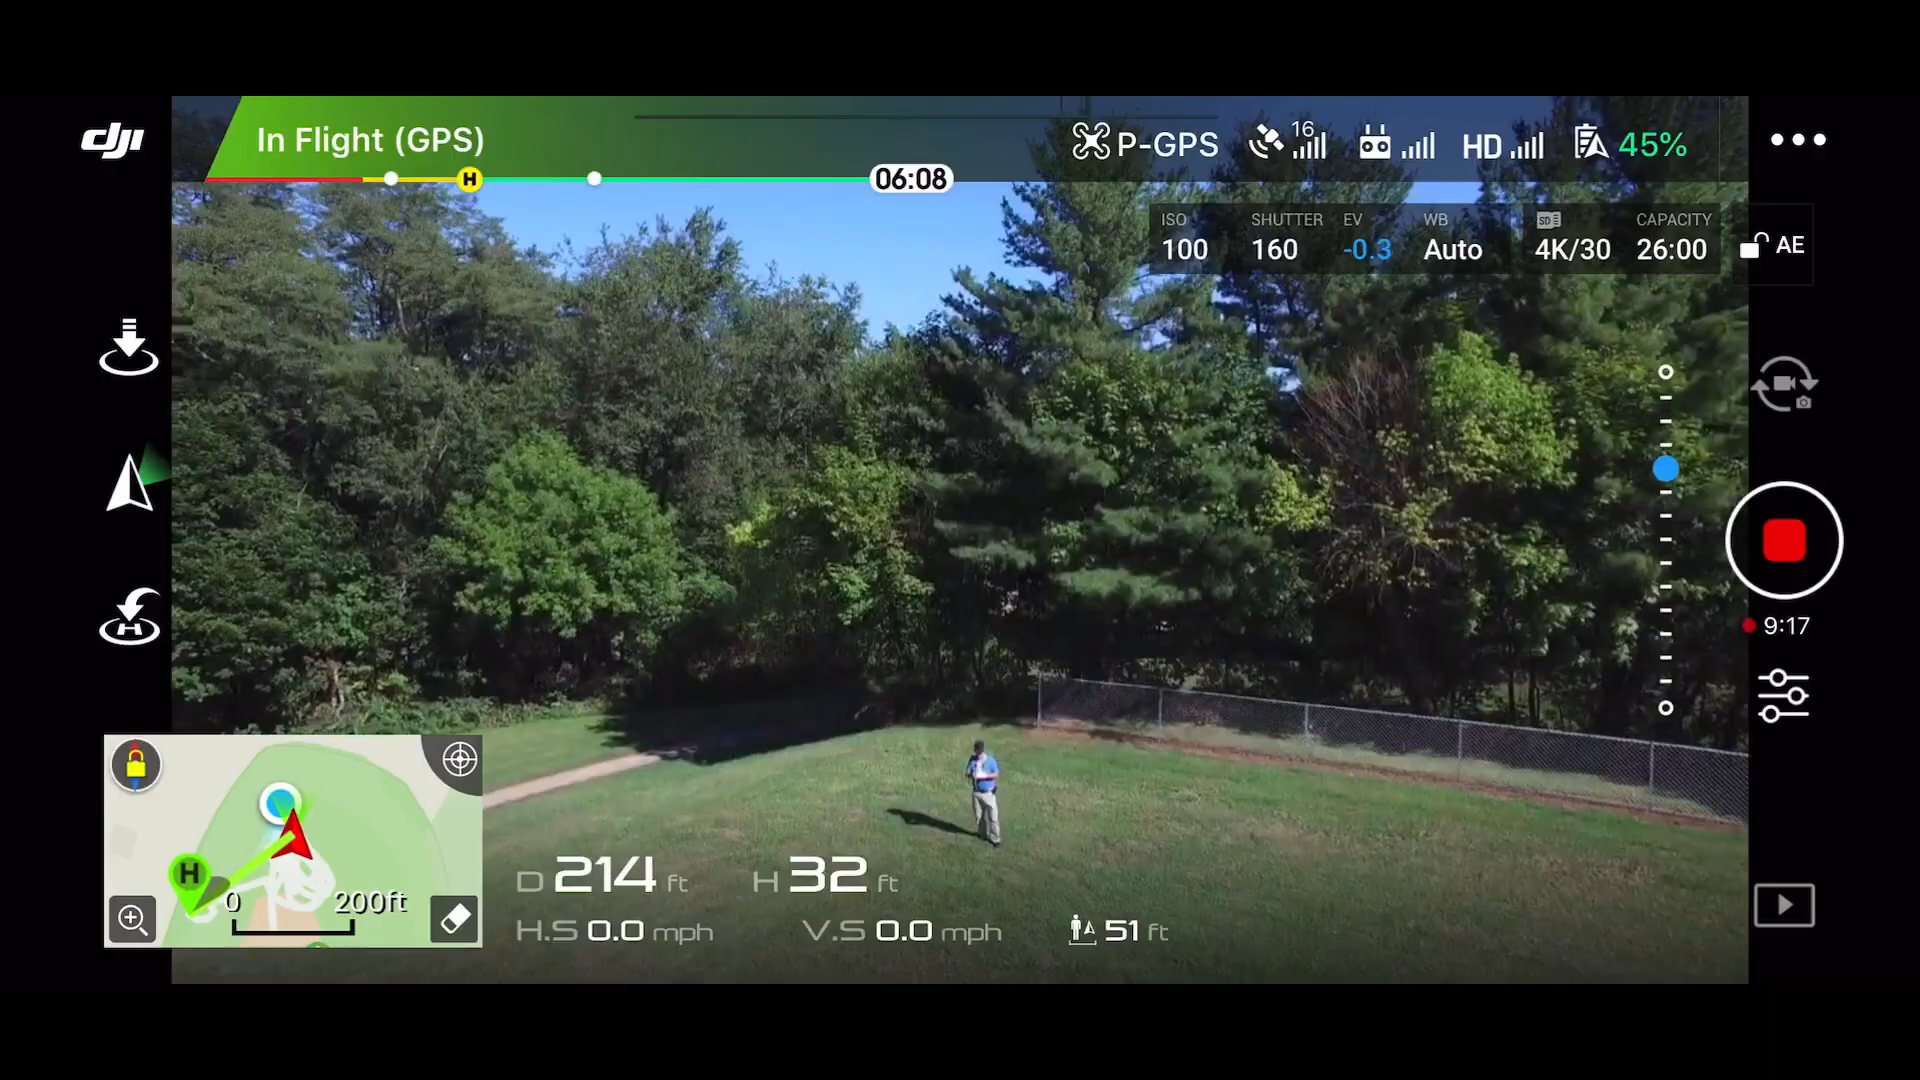 dji
In Flight (GPS)
P-GPS
16
HD
45%
H
06:08
ISO
100
SHUTTER
160
EV
-0.3
WB
Auto
SD
4K/30
CAPACITY
26:00
AE
9:17
H
H
0
200ft
D 214 ft
H 32 ft
H.S 0.0 mph
V.S 0.0 mph
51 ft